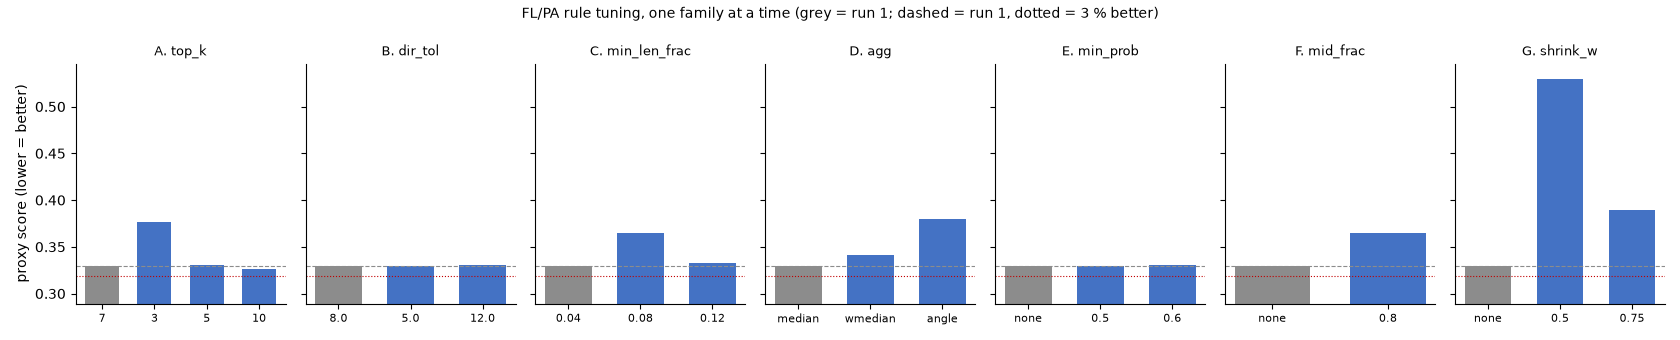 FL/PA rule tuning, one family at a time (grey = run 1; dashed = run 1, dotted = 3 % better)
A. top_k
B. dir_tol
C. min_len_frac
D. agg
E. min_prob
F. mid_frac
G. shrink_w
proxy score (lower = better)
0.50
0.45
0.40
0.35
0.30
7 3 5 10
8.0 5.0 12.0
0.04 0.08 0.12
median wmedian angle
none 0.5 0.6
none 0.8
none 0.5 0.75